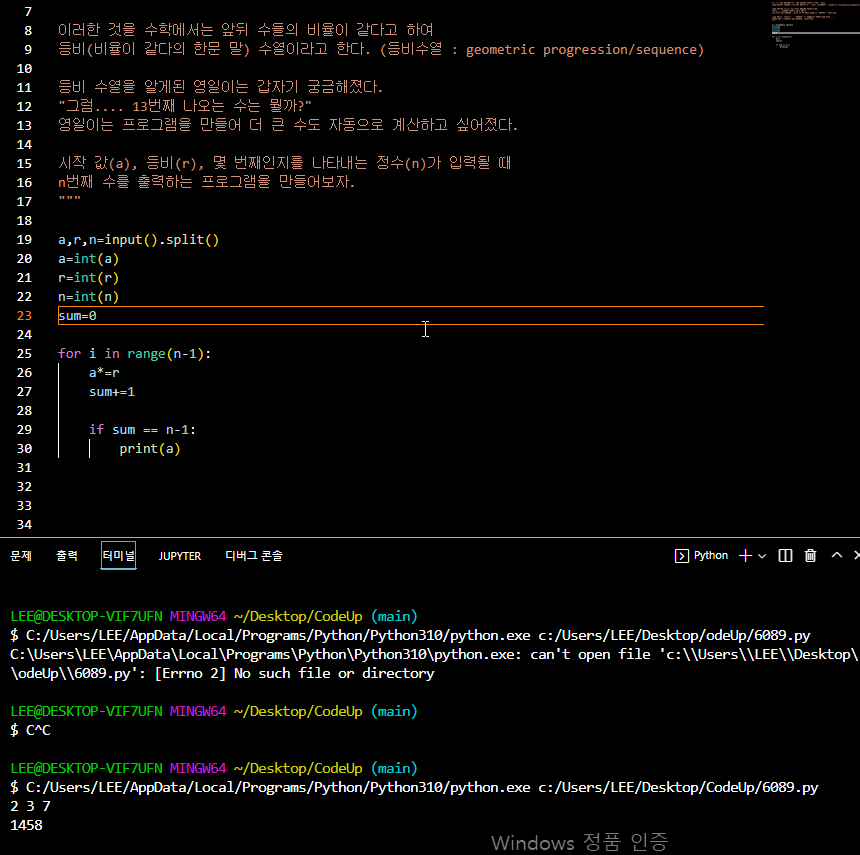 7
8 이러한 것을 수학에서는 앞뒤 수들의 비율이 같다고 하여
9 등비(비율이 같다의 한문 말) 수열이라고 한다. (등비수열 : geometric progression/sequence)
10
11 등비 수열을 알게된 영일이는 갑자기 궁금해졌다.
12 "그럼.... 13번째 나오는 수는 뭘까?"
13 영일이는 프로그램을 만들어 더 큰 수도 자동으로 계산하고 싶어졌다.
14
15 시작 값(a), 등비(r), 몇 번째인지를 나타내는 정수(n)가 입력될 때
16 n번째 수를 출력하는 프로그램을 만들어보자.
17 """
18
19 a,r,n=input().split()
20 a=int(a)
21 r=int(r)
22 n=int(n)
23 sum=0
24
25 for i in range(n-1):
26     a*=r
27     sum+=1
28
29     if sum == n-1:
30         print(a)
31
32
33
34
문제 출력 터미널 JUPYTER 디버그 콘솔 Python
LEE@DESKTOP-VIF7UFN MINGW64 ~/Desktop/CodeUp (main)
$ C:/Users/LEE/AppData/Local/Programs/Python/Python310/python.exe c:/Users/LEE/Desktop/odeUp/6089.py
C:\Users\LEE\AppData\Local\Programs\Python\Python310\python.exe: can't open file 'c:\\Users\\LEE\\Desktop\
\odeUp\\6089.py': [Errno 2] No such file or directory
LEE@DESKTOP-VIF7UFN MINGW64 ~/Desktop/CodeUp (main)
$ C^C
LEE@DESKTOP-VIF7UFN MINGW64 ~/Desktop/CodeUp (main)
$ C:/Users/LEE/AppData/Local/Programs/Python/Python310/python.exe c:/Users/LEE/Desktop/CodeUp/6089.py
2 3 7
1458
Windows 정품 인증